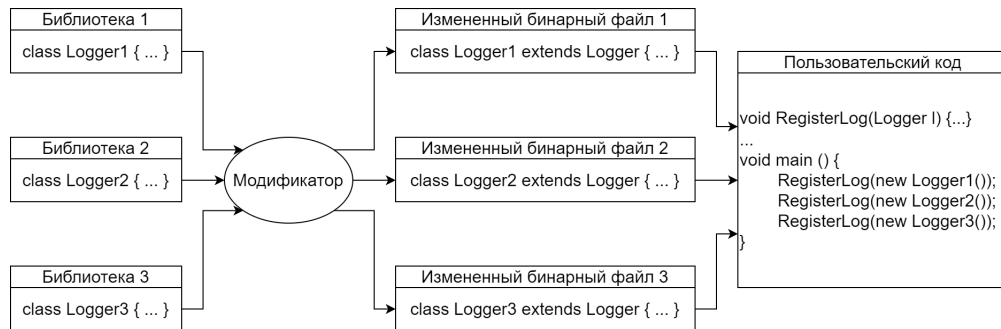 Библиотека 1
class Logger1 { ... }
Библиотека 2
class Logger2 { ... }
Библиотека 3
class Logger3 { ... }
Модификатор
Измененный бинарный файл 1
class Logger1 extends Logger { ... }
Измененный бинарный файл 2
class Logger2 extends Logger { ... }
Измененный бинарный файл 3
class Logger3 extends Logger { ... }
Пользовательский код
void RegisterLog(Logger l) {...}
...
void main () {
RegisterLog(new Logger1());
RegisterLog(new Logger2());
RegisterLog(new Logger3());
}